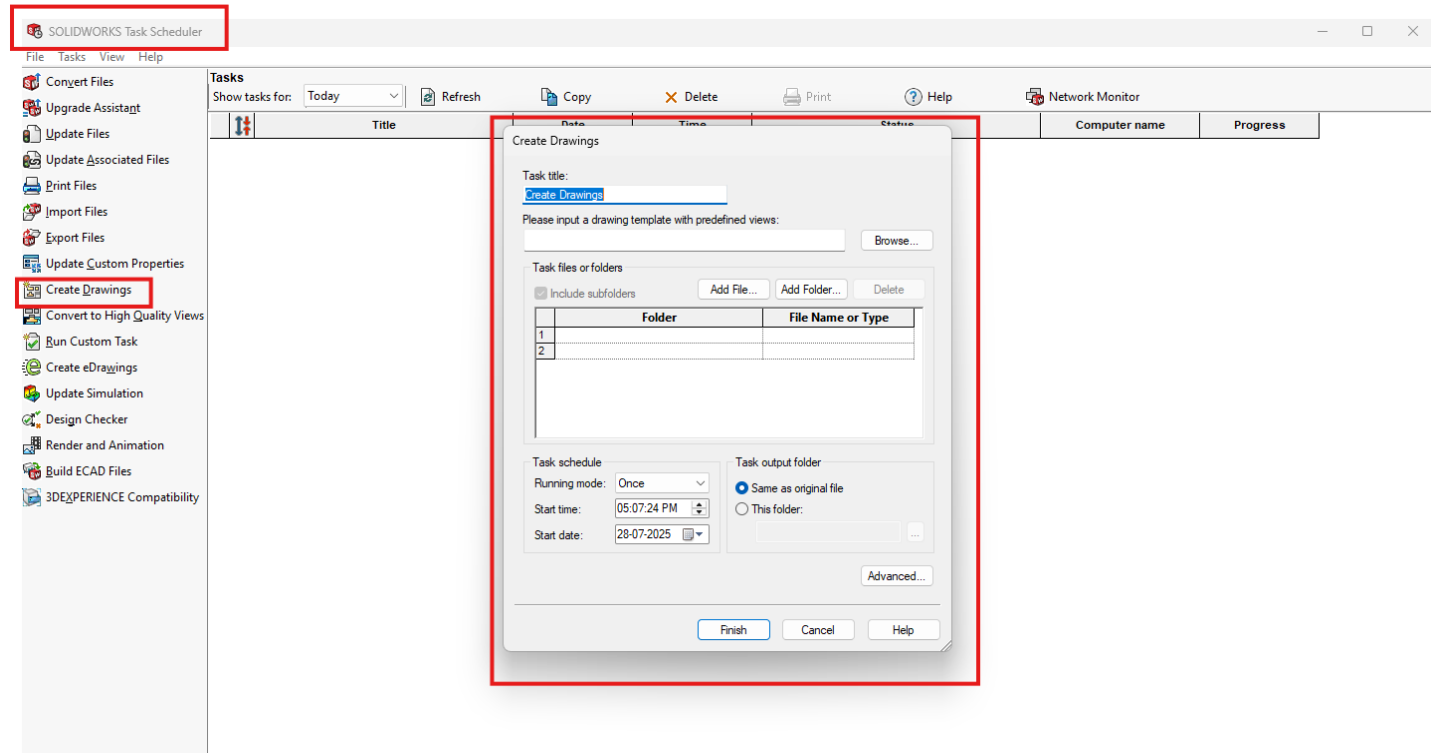 SOLIDWORKS Task Scheduler
File Tasks View Help
Convert Files
Upgrade Assistant
Update Files
Update Associated Files
Print Files
Import Files
Export Files
Update Custom Properties
Create Drawings
Convert to High Quality Views
Run Custom Task
Create eDrawings
Update Simulation
Design Checker
Render and Animation
Build ECAD Files
3DEXPERIENCE Compatibility
Tasks
Show tasks for: Today Refresh Copy Delete Print Help Network Monitor
Title Date Time Status Computer name Progress
Create Drawings
Task title:
Create Drawings
Please input a drawing template with predefined views:
Browse...
Task files or folders
Include subfolders Add File... Add Folder... Delete
Folder File Name or Type
1
2
Task schedule
Running mode: Once
Start time: 05:07:24 PM
Start date: 28-07-2025
Task output folder
Same as original file
This folder:
...
Advanced...
Finish Cancel Help